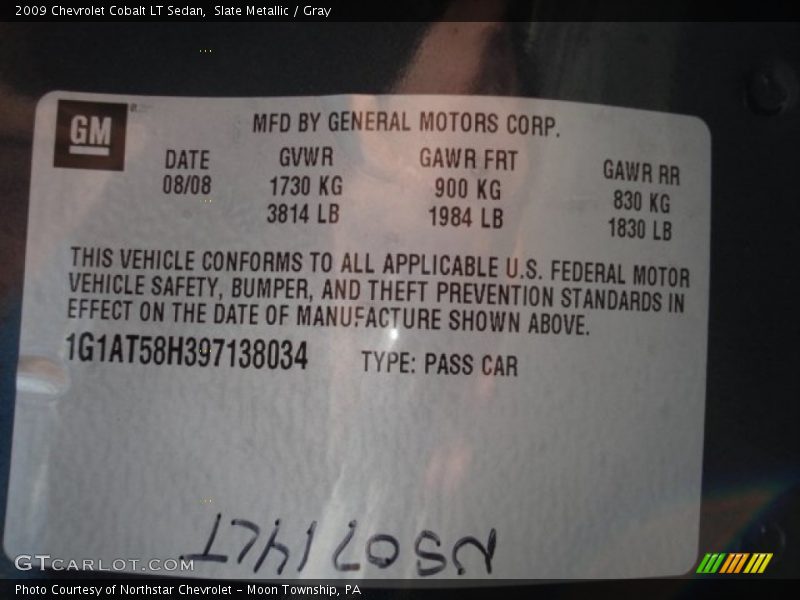 2009 Chevrolet Cobalt LT Sedan, Slate Metallic / Gray
GM
MFD BY GENERAL MOTORS CORP.
DATE GVWR GAWR FRT GAWR RR
08/08 1730 KG 900 KG 830 KG
3814 LB 1984 LB 1830 LB
THIS VEHICLE CONFORMS TO ALL APPLICABLE U.S. FEDERAL MOTOR
VEHICLE SAFETY, BUMPER, AND THEFT PREVENTION STANDARDS IN
EFFECT ON THE DATE OF MANUFACTURE SHOWN ABOVE.
1G1AT58H397138034 TYPE: PASS CAR
GTCARLOT.COM
Photo Courtesy of Northstar Chevrolet - Moon Township, PA